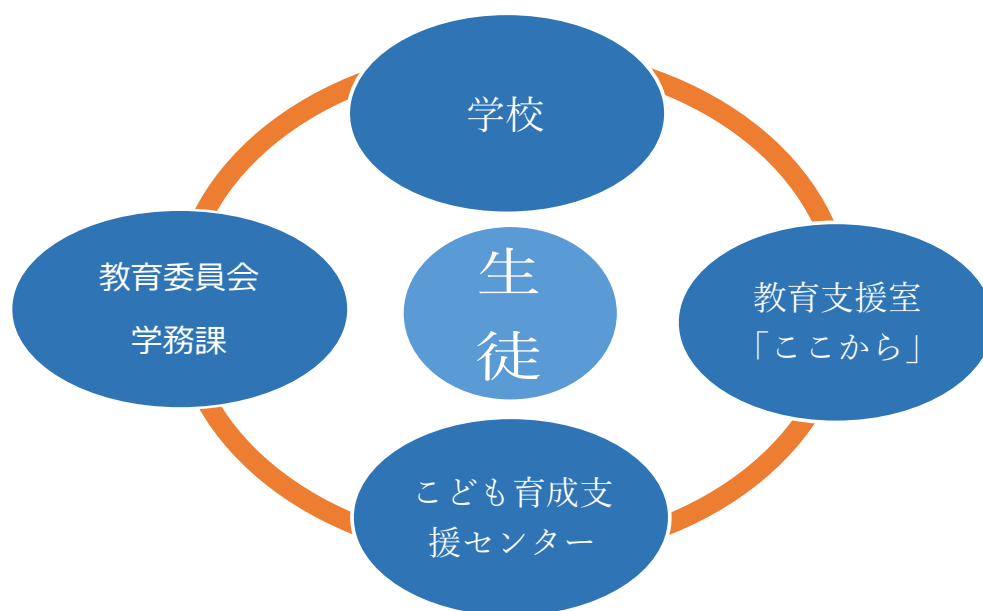 学校
教育委員会
学務課
生
徒
教育支援室
「ここから」
こども育成支
援センター